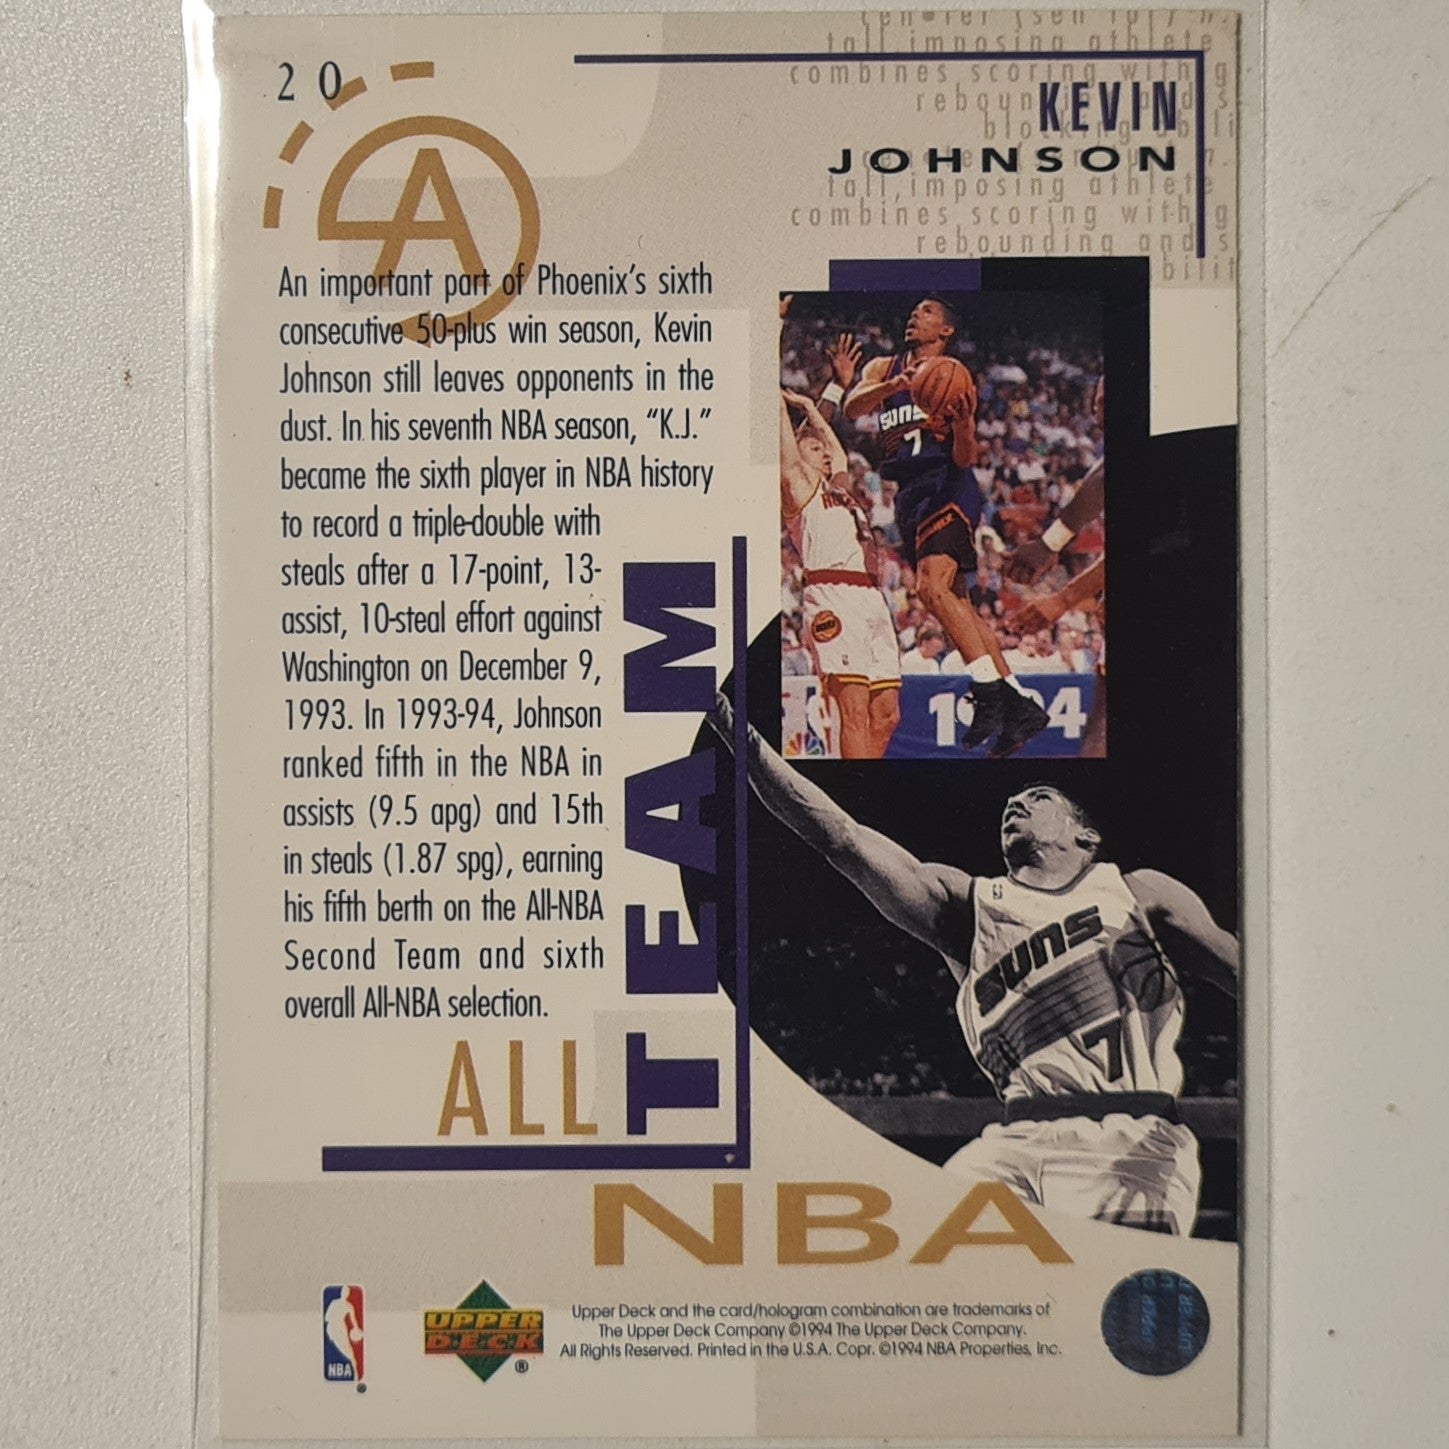 20
tall, imposing athlete
combines scoring with g
KEVIN
JOHNSON
tall, imposing athlete
combines scoring with g
rebounding and s
A
An important part of Phoenix's sixth
consecutive 50-plus win season, Kevin
Johnson still leaves opponents in the
dust. In his seventh NBA season, "K.J."
became the sixth player in NBA history
to record a triple-double with
steals after a 17-point, 13-
assist, 10-steal effort against
Washington on December 9,
1993. In 1993-94, Johnson
ranked fifth in the NBA in
assists (9.5 apg) and 15th
in steals (1.87 spg), earning
his fifth berth on the All-NBA
Second Team and sixth
overall All-NBA selection.
SUNS
7
SUNS
7
ALL
TEAM
NBA
NBA
UPPER
DECK
®
Upper Deck and the card/hologram combination are trademarks of
The Upper Deck Company ©1994 The Upper Deck Company.
All Rights Reserved. Printed in the U.S.A. Copr. ©1994 NBA Properties, Inc.